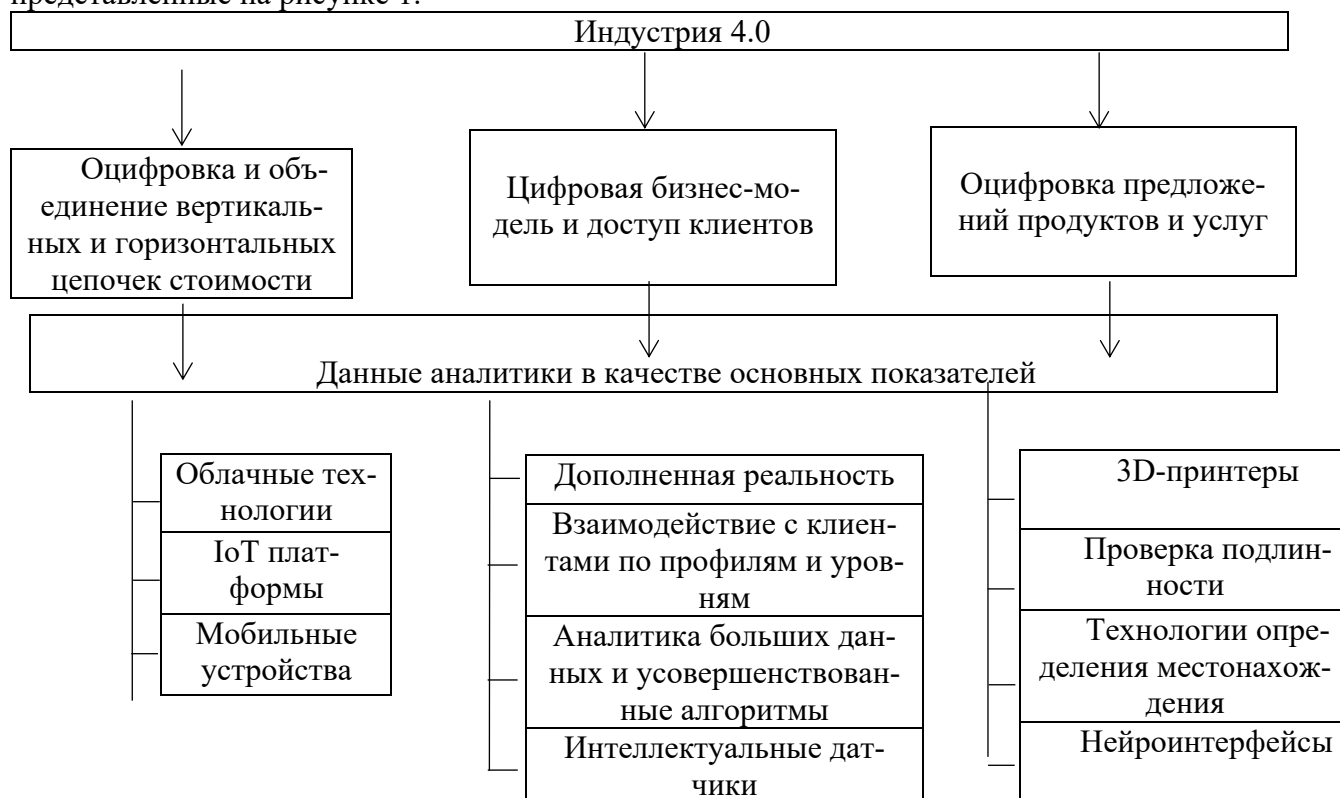 представленные на рисунке 1.
Индустрия 4.0
Оцифровка и объ-
единение вертикаль-
ных и горизонтальных
цепочек стоимости
Цифровая бизнес-мо-
дель и доступ клиентов
Оцифровка предложе-
ний продуктов и услуг
Данные аналитики в качестве основных показателей
Облачные тех-
нологии
IoT плат-
формы
Мобильные
устройства
Дополненная реальность
Взаимодействие с клиен-
тами по профилям и уров-
ням
Аналитика больших дан-
ных и усовершенствован-
ные алгоритмы
Интеллектуальные дат-
чики
3D-принтеры
Проверка подлин-
ности
Технологии опре-
деления местонахож-
дения
Нейроинтерфейсы